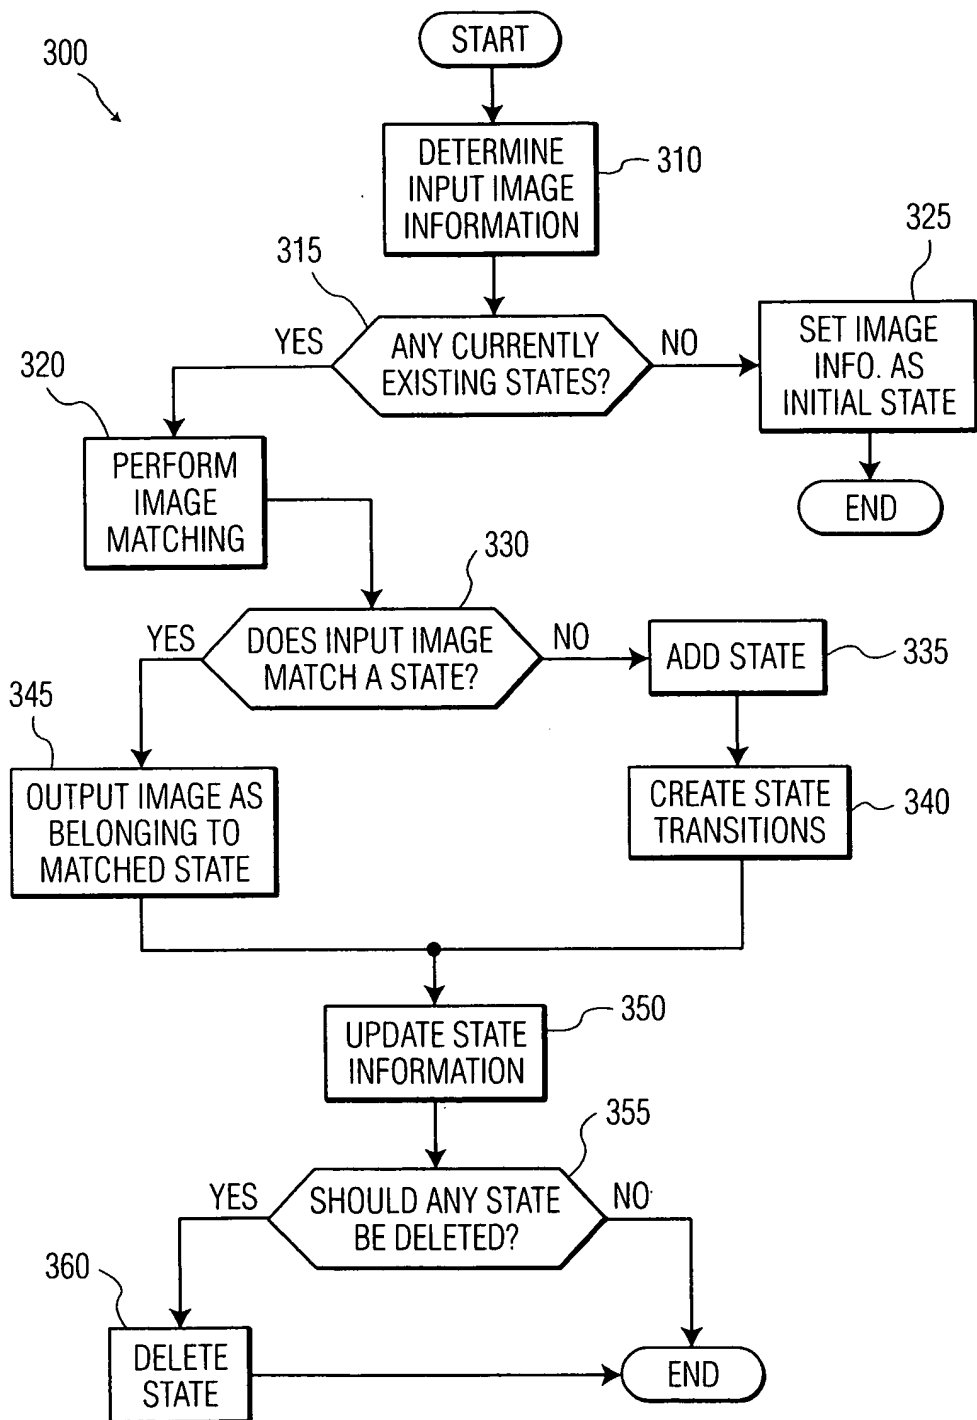 START
300
DETERMINE
INPUT IMAGE
INFORMATION
310
315
325
YES
ANY CURRENTLY
EXISTING STATES?
NO
SET IMAGE
INFO. AS
INITIAL STATE
320
PERFORM
IMAGE
MATCHING
END
330
YES
DOES INPUT IMAGE
MATCH A STATE?
NO
ADD STATE
335
345
OUTPUT IMAGE AS
BELONGING TO
MATCHED STATE
CREATE STATE
TRANSITIONS
340
350
UPDATE STATE
INFORMATION
355
YES
SHOULD ANY STATE
BE DELETED?
NO
360
DELETE
STATE
END